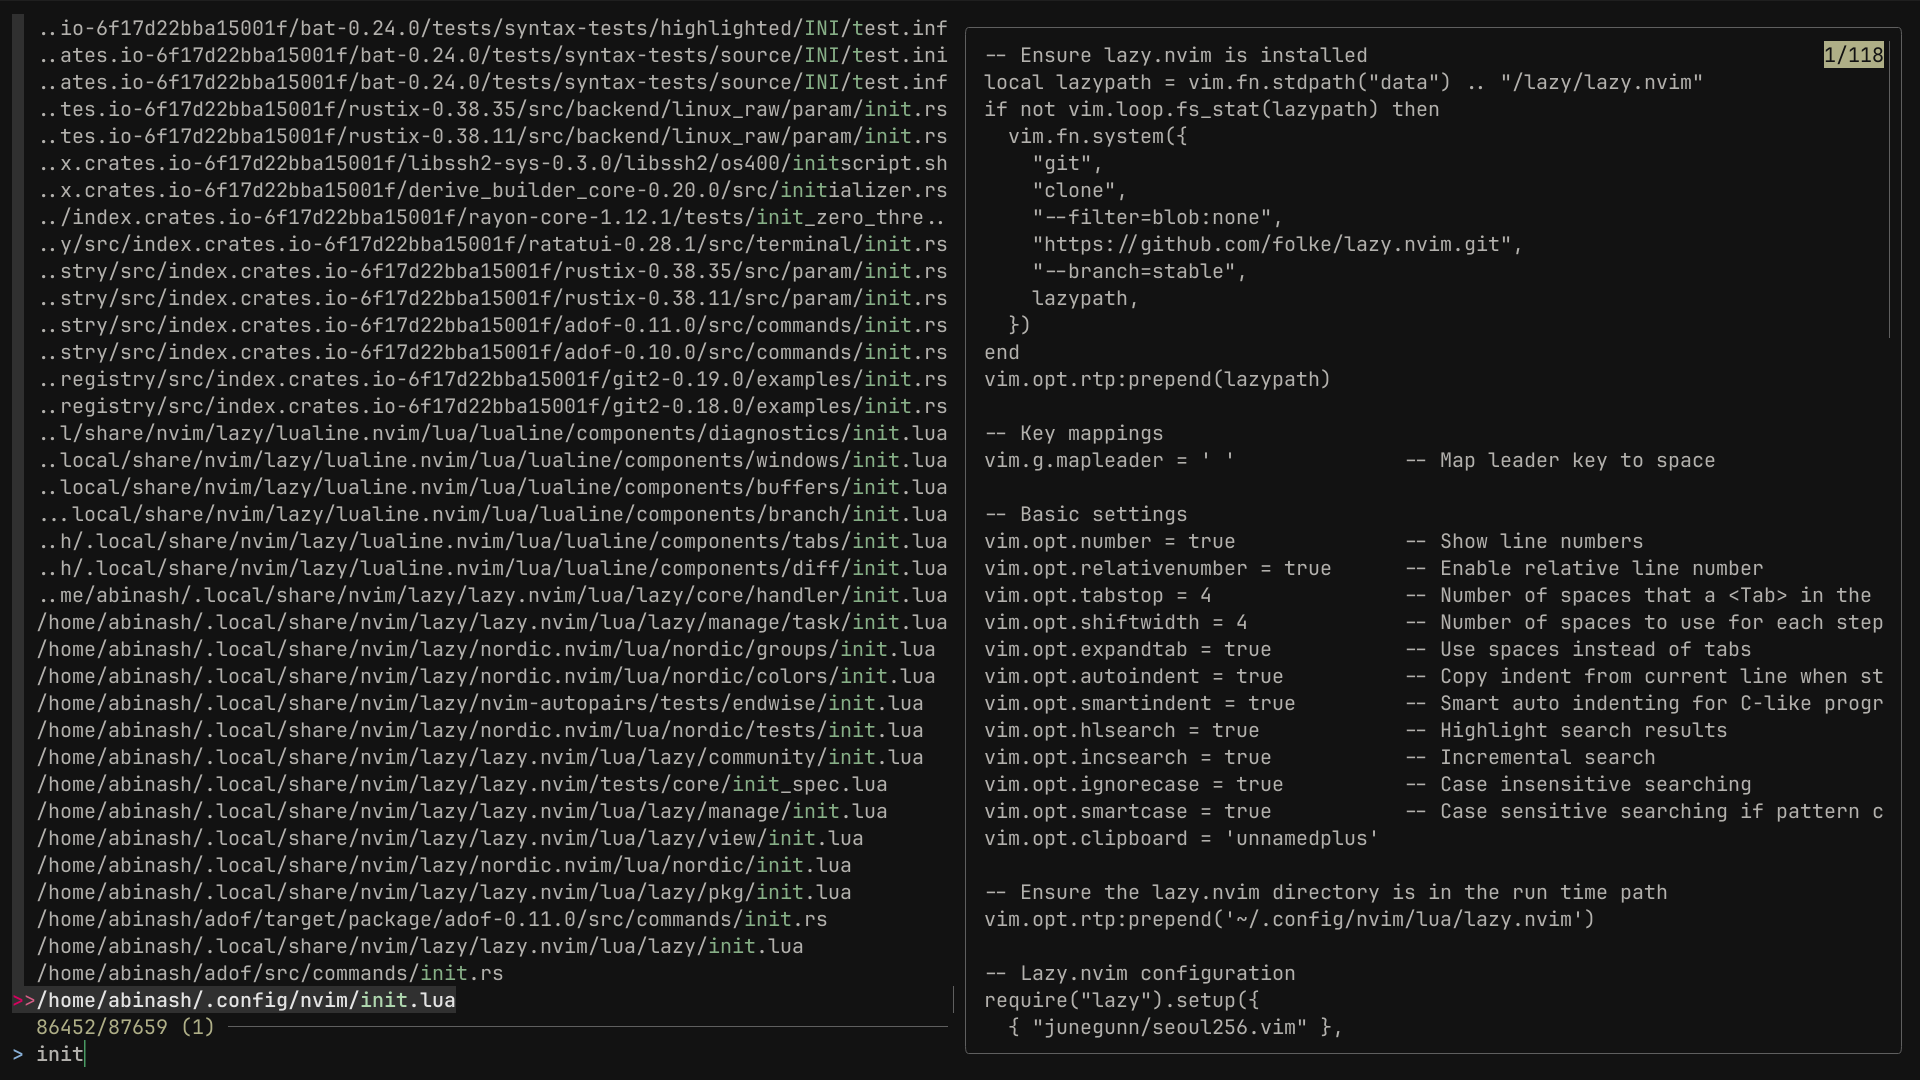 ..io-6f17d22bba15001f/bat-0.24.0/tests/syntax-tests/highlighted/INI/test.inf
..ates.io-6f17d22bba15001f/bat-0.24.0/tests/syntax-tests/source/INI/test.ini
..ates.io-6f17d22bba15001f/bat-0.24.0/tests/syntax-tests/source/INI/test.inf
..tes.io-6f17d22bba15001f/rustix-0.38.35/src/backend/linux_raw/param/init.rs
..tes.io-6f17d22bba15001f/rustix-0.38.11/src/backend/linux_raw/param/init.rs
..x.crates.io-6f17d22bba15001f/libssh2-sys-0.3.0/libssh2/os400/initscript.sh
..x.crates.io-6f17d22bba15001f/derive_builder_core-0.20.0/src/initializer.rs
../index.crates.io-6f17d22bba15001f/rayon-core-1.12.1/tests/init_zero_thre..
..y/src/index.crates.io-6f17d22bba15001f/ratatui-0.28.1/src/terminal/init.rs
..stry/src/index.crates.io-6f17d22bba15001f/rustix-0.38.35/src/param/init.rs
..stry/src/index.crates.io-6f17d22bba15001f/rustix-0.38.11/src/param/init.rs
..stry/src/index.crates.io-6f17d22bba15001f/adof-0.11.0/src/commands/init.rs
..stry/src/index.crates.io-6f17d22bba15001f/adof-0.10.0/src/commands/init.rs
..registry/src/index.crates.io-6f17d22bba15001f/git2-0.19.0/examples/init.rs
..registry/src/index.crates.io-6f17d22bba15001f/git2-0.18.0/examples/init.rs
..l/share/nvim/lazy/lualine.nvim/lua/lualine/components/diagnostics/init.lua
..local/share/nvim/lazy/lualine.nvim/lua/lualine/components/windows/init.lua
..local/share/nvim/lazy/lualine.nvim/lua/lualine/components/buffers/init.lua
...local/share/nvim/lazy/lualine.nvim/lua/lualine/components/branch/init.lua
..h/.local/share/nvim/lazy/lualine.nvim/lua/lualine/components/tabs/init.lua
..h/.local/share/nvim/lazy/lualine.nvim/lua/lualine/components/diff/init.lua
..me/abinash/.local/share/nvim/lazy/lazy.nvim/lua/lazy/core/handler/init.lua
/home/abinash/.local/share/nvim/lazy/lazy.nvim/lua/lazy/manage/task/init.lua
/home/abinash/.local/share/nvim/lazy/nordic.nvim/lua/nordic/groups/init.lua
/home/abinash/.local/share/nvim/lazy/nordic.nvim/lua/nordic/colors/init.lua
/home/abinash/.local/share/nvim/lazy/nvim-autopairs/tests/endwise/init.lua
/home/abinash/.local/share/nvim/lazy/nordic.nvim/lua/nordic/tests/init.lua
/home/abinash/.local/share/nvim/lazy/lazy.nvim/lua/lazy/community/init.lua
/home/abinash/.local/share/nvim/lazy/lazy.nvim/tests/core/init_spec.lua
/home/abinash/.local/share/nvim/lazy/lazy.nvim/lua/lazy/manage/init.lua
/home/abinash/.local/share/nvim/lazy/lazy.nvim/lua/lazy/view/init.lua
/home/abinash/.local/share/nvim/lazy/nordic.nvim/lua/nordic/init.lua
/home/abinash/.local/share/nvim/lazy/lazy.nvim/lua/lazy/pkg/init.lua
/home/abinash/adof/target/package/adof-0.11.0/src/commands/init.rs
/home/abinash/.local/share/nvim/lazy/lazy.nvim/lua/lazy/init.lua
/home/abinash/adof/src/commands/init.rs
>>/home/abinash/.config/nvim/init.lua
86452/87659 (1)
> init
1/118
-- Ensure lazy.nvim is installed
local lazypath = vim.fn.stdpath("data") .. "/lazy/lazy.nvim"
if not vim.loop.fs_stat(lazypath) then
  vim.fn.system({
    "git",
    "clone",
    "--filter=blob:none",
    "https://github.com/folke/lazy.nvim.git",
    "--branch=stable",
    lazypath,
  })
end
vim.opt.rtp:prepend(lazypath)
-- Key mappings
vim.g.mapleader = ' '              -- Map leader key to space
-- Basic settings
vim.opt.number = true              -- Show line numbers
vim.opt.relativenumber = true      -- Enable relative line number
vim.opt.tabstop = 4                -- Number of spaces that a <Tab> in the
vim.opt.shiftwidth = 4             -- Number of spaces to use for each step
vim.opt.expandtab = true           -- Use spaces instead of tabs
vim.opt.autoindent = true          -- Copy indent from current line when st
vim.opt.smartindent = true         -- Smart auto indenting for C-like progr
vim.opt.hlsearch = true            -- Highlight search results
vim.opt.incsearch = true           -- Incremental search
vim.opt.ignorecase = true          -- Case insensitive searching
vim.opt.smartcase = true           -- Case sensitive searching if pattern c
vim.opt.clipboard = 'unnamedplus'
-- Ensure the lazy.nvim directory is in the run time path
vim.opt.rtp:prepend('~/.config/nvim/lua/lazy.nvim')
-- Lazy.nvim configuration
require("lazy").setup({
  { "junegunn/seoul256.vim" },